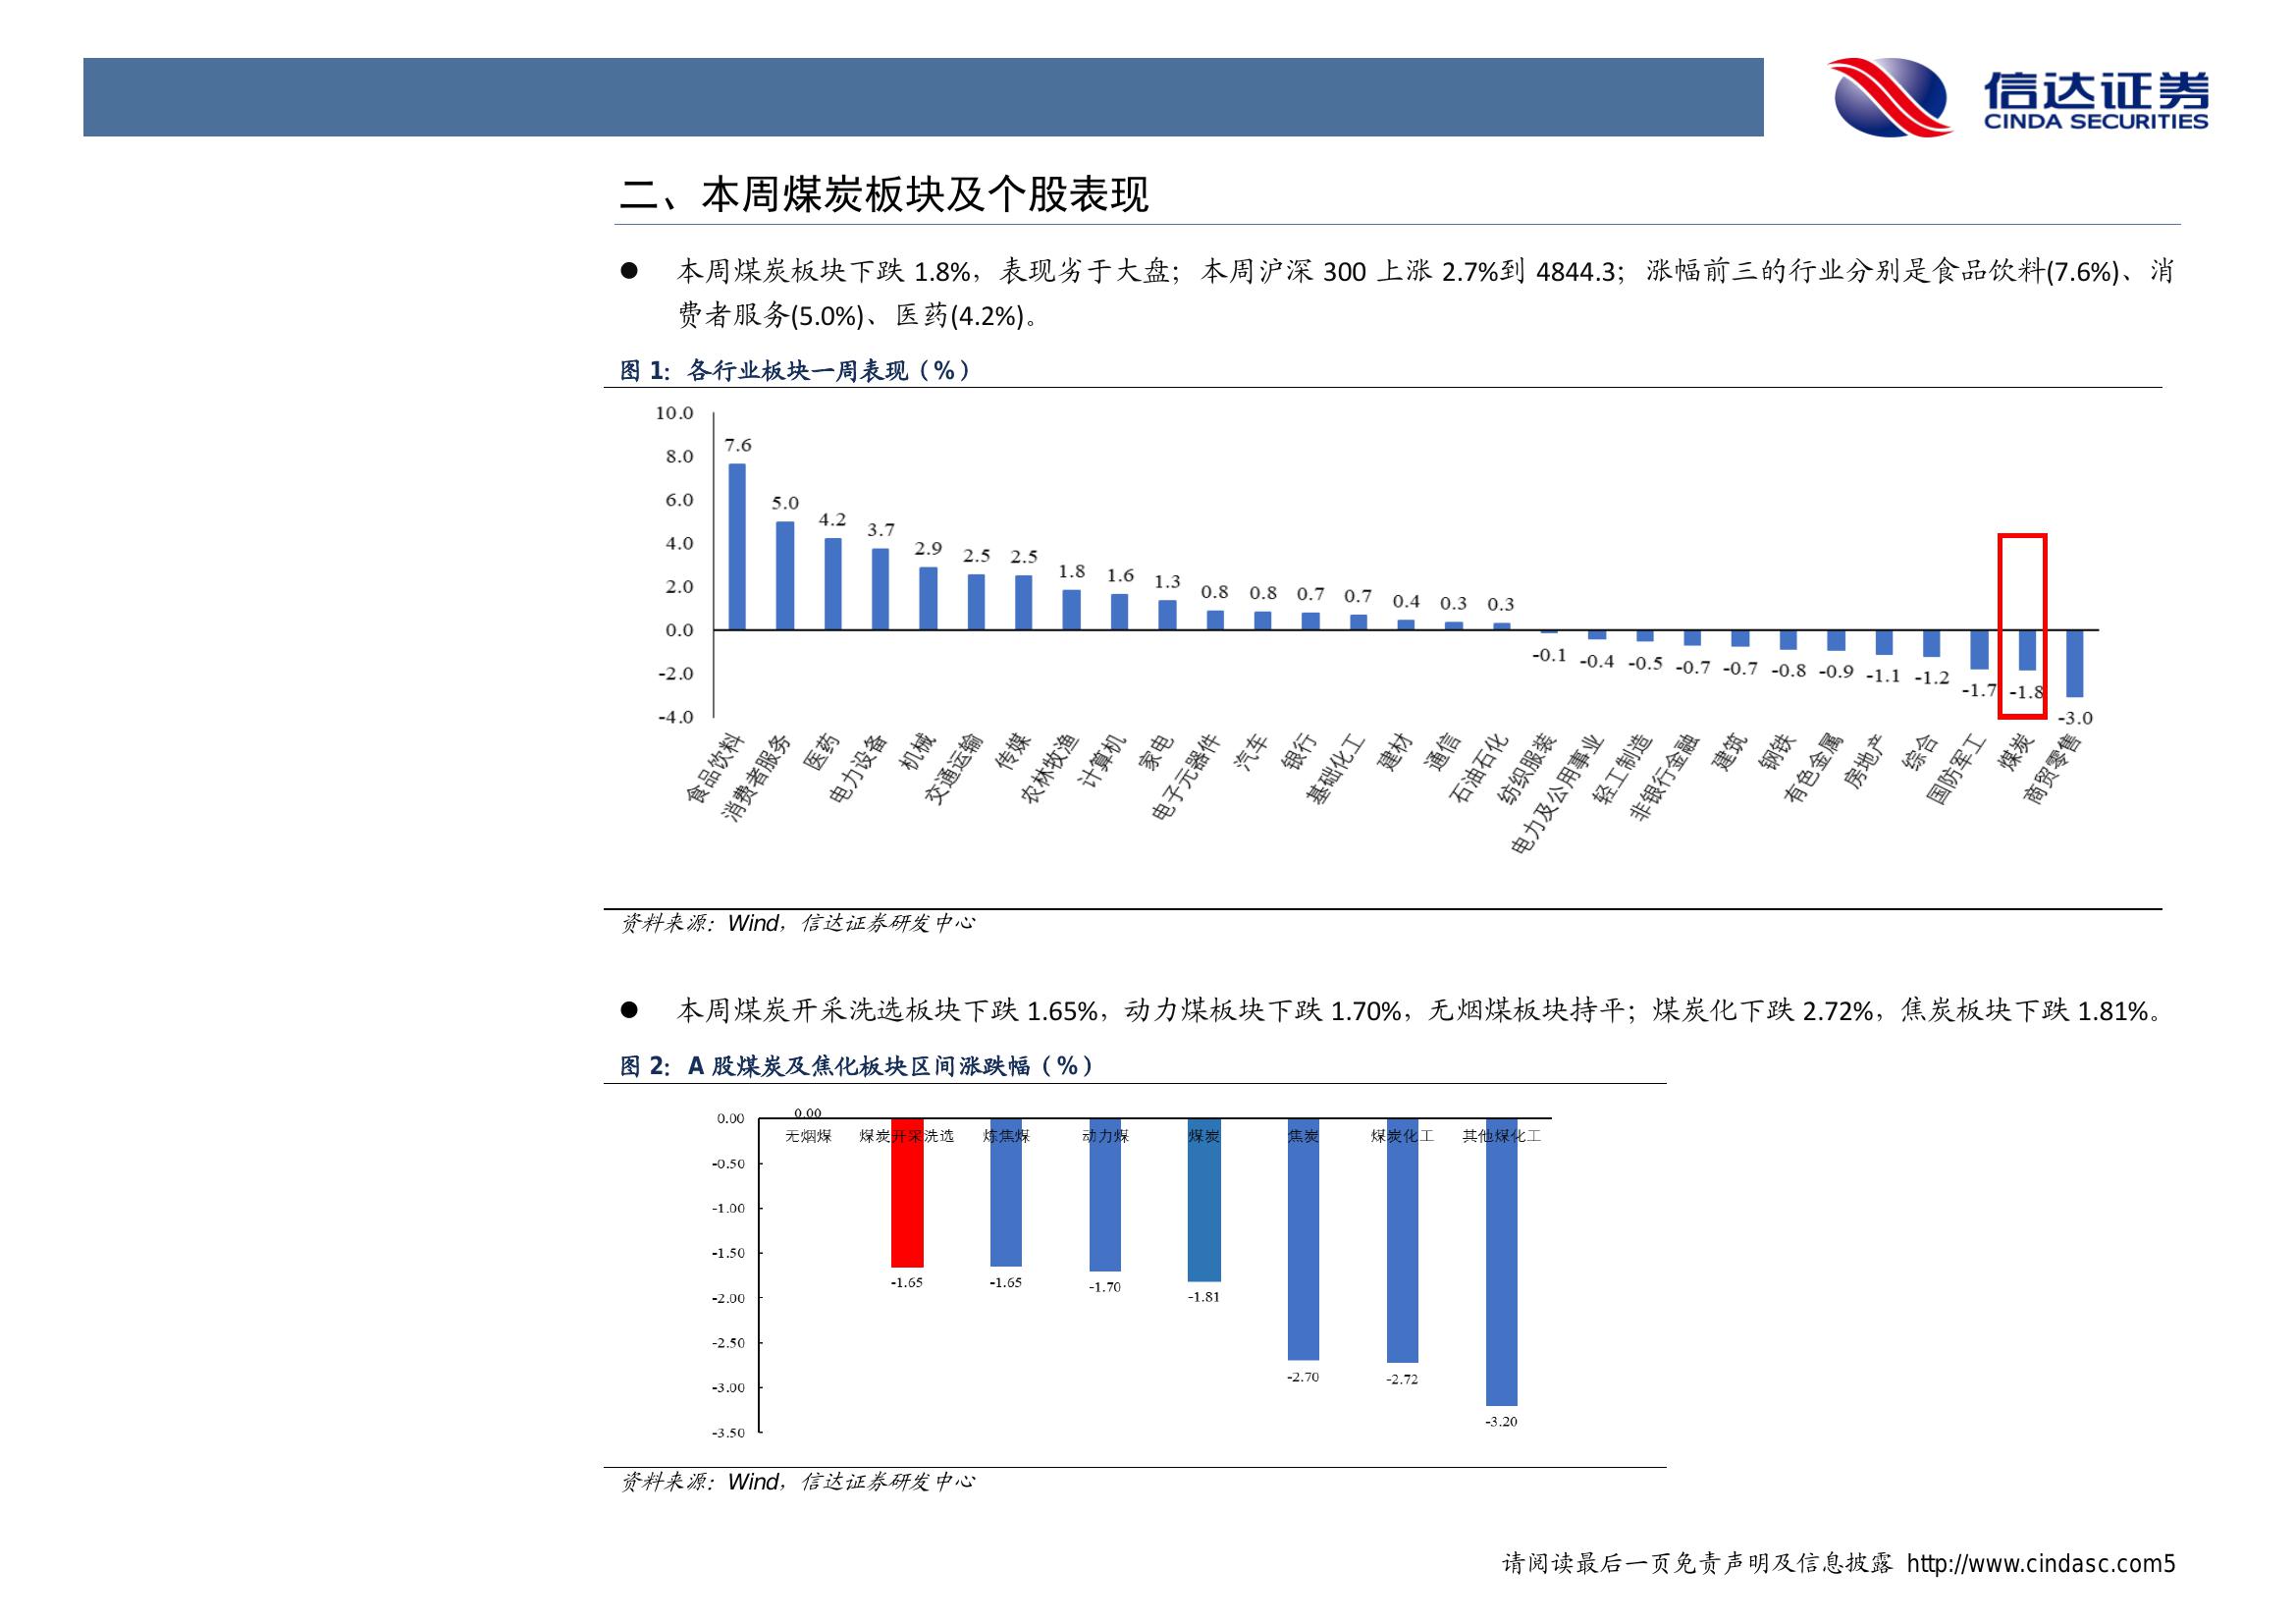 信达证券
CINDA SECURITIES
二、本周煤炭板块及个股表现
● 本周煤炭板块下跌 1.8%，表现劣于大盘；本周沪深 300 上涨 2.7%到 4844.3；涨幅前三的行业分别是食品饮料(7.6%)、消
费者服务(5.0%)、医药(4.2%)。
图 1：各行业板块一周表现（%）
10.0
8.0
6.0
4.0
2.0
0.0
-2.0
-4.0
7.6 5.0 4.2 3.7 2.9 2.5 2.5 1.8 1.6 1.3 0.8 0.8 0.7 0.7 0.4 0.3 0.3 -0.1 -0.4 -0.5 -0.7 -0.7 -0.8 -0.9 -1.1 -1.2 -1.7 -1.8 -3.0
食品饮料 消费者服务 医药 电力设备 机械 交通运输 传媒 农林牧渔 计算机 家电 电子元器件 汽车 银行 基础化工 建材 通信 石油石化 纺织服装 电力及公用事业 轻工制造 非银行金融 建筑 钢铁 有色金属 房地产 综合 国防军工 煤炭 商贸零售
资料来源：Wind，信达证券研发中心
● 本周煤炭开采洗选板块下跌 1.65%，动力煤板块下跌 1.70%，无烟煤板块持平；煤炭化下跌 2.72%，焦炭板块下跌 1.81%。
图 2：A 股煤炭及焦化板块区间涨跌幅（%）
0.00
-0.50
-1.00
-1.50
-2.00
-2.50
-3.00
-3.50
无烟煤 煤炭开采洗选 炼焦煤 动力煤 煤炭 焦炭 煤炭化工 其他煤化工
0.00 -1.65 -1.65 -1.70 -1.81 -2.70 -2.72 -3.20
资料来源：Wind，信达证券研发中心
请阅读最后一页免责声明及信息披露 http://www.cindasc.com5